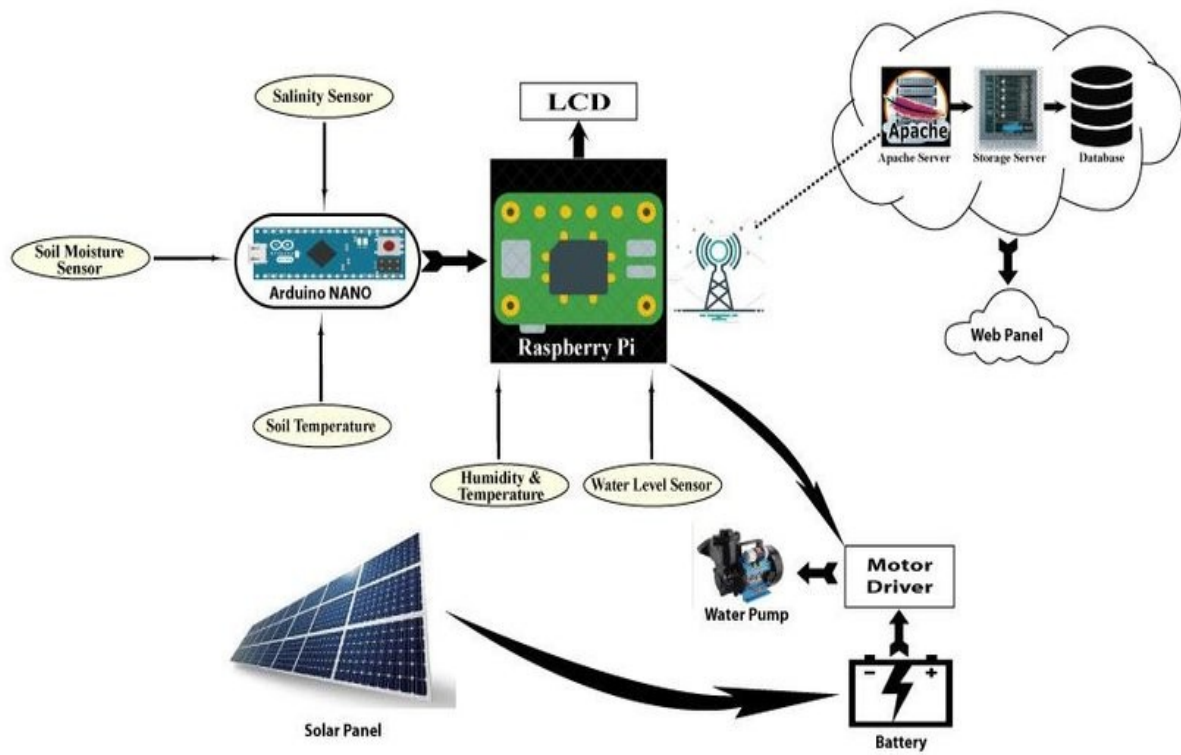 Salinity Sensor
LCD
Apache
Apache Server
Storage Server
Database
Soil Moisture
Sensor
Arduino NANO
Raspberry Pi
Web Panel
Soil Temperature
Humidity &
Temperature
Water Level Sensor
Motor
Driver
Water Pump
Solar Panel
Battery